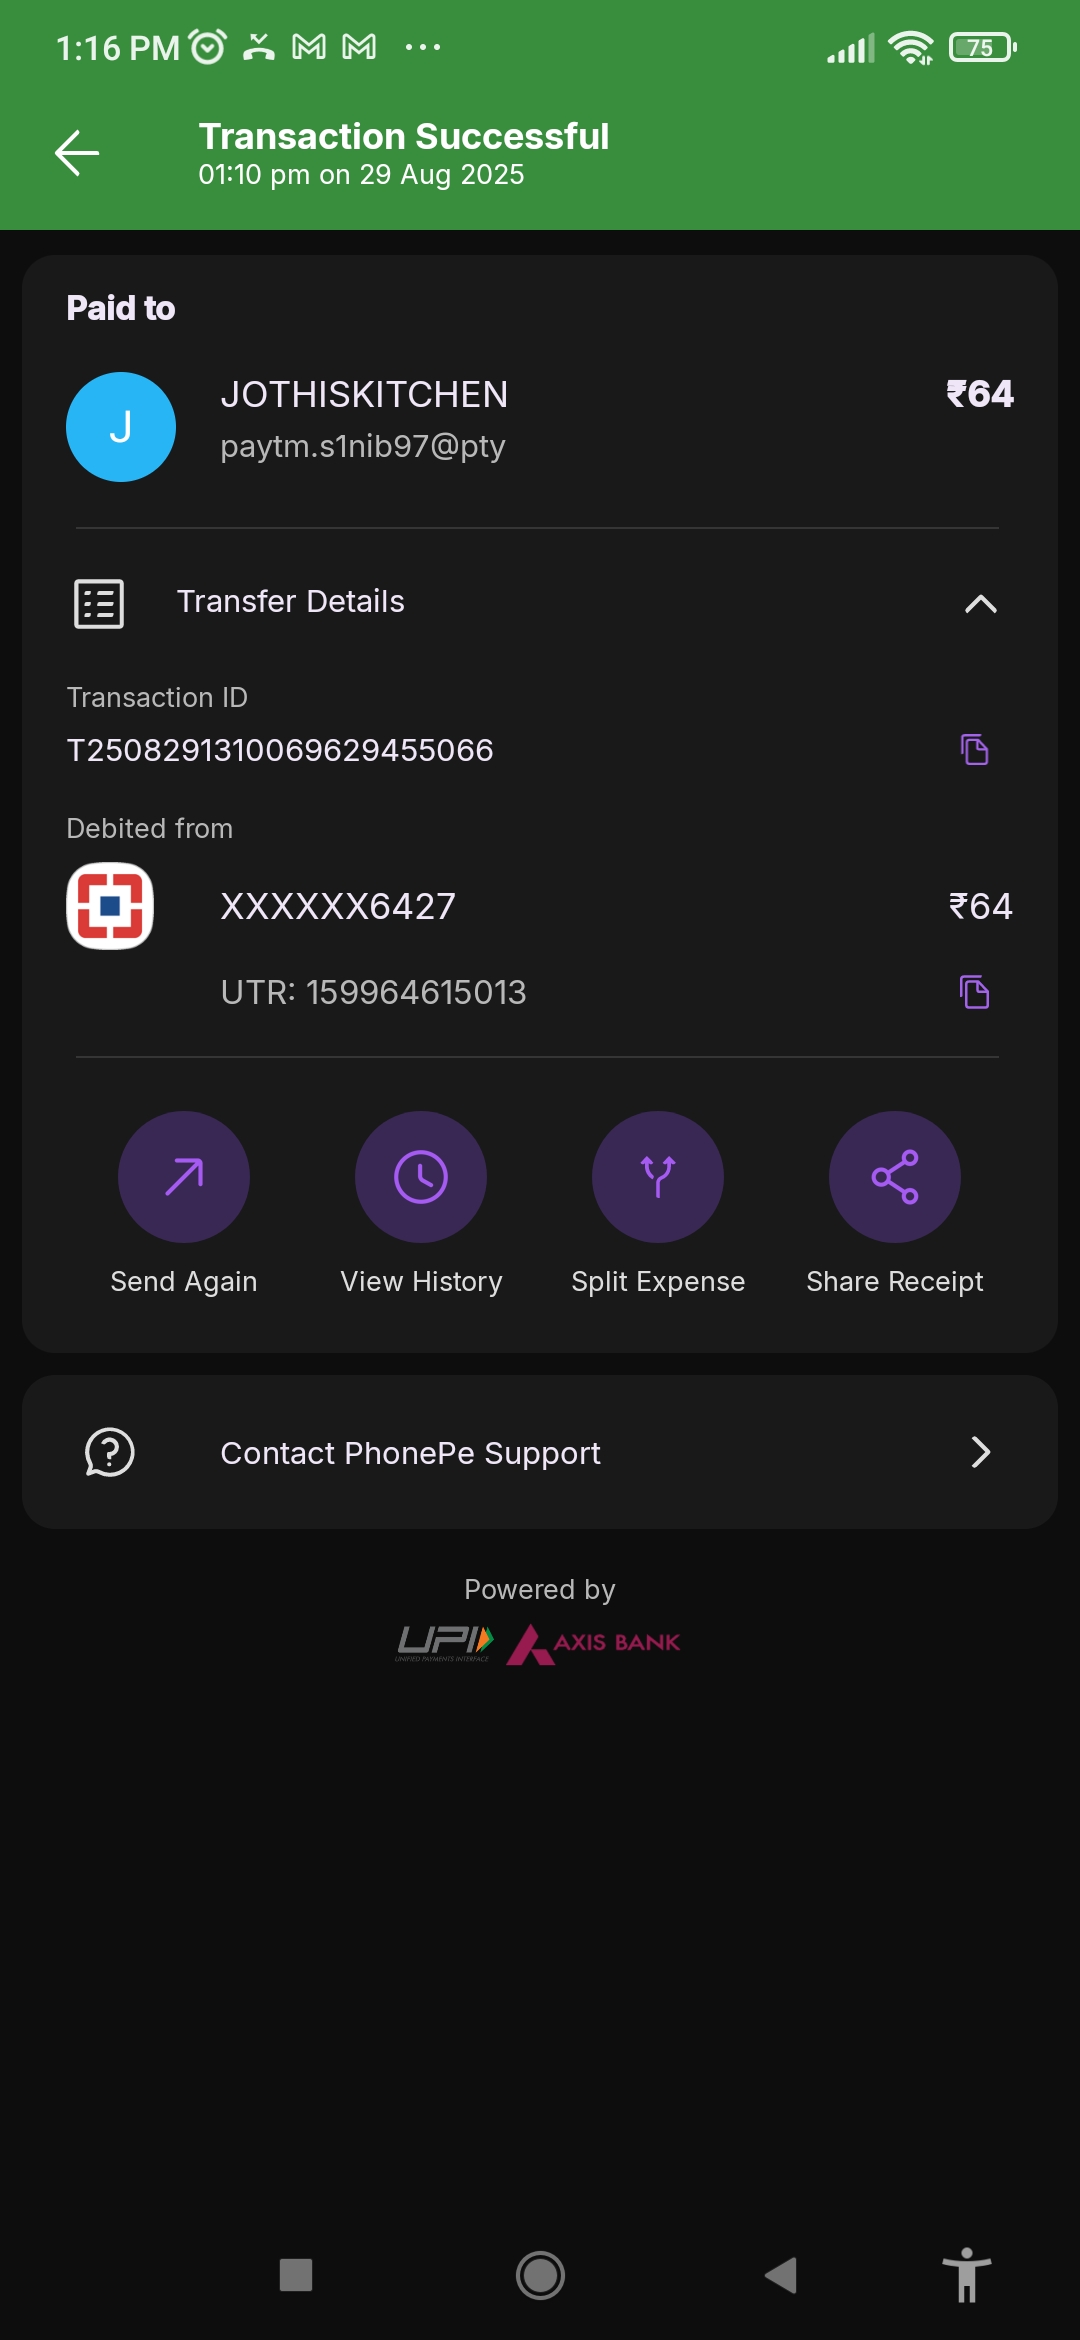 1:16 PM
75
Transaction Successful
01:10 pm on 29 Aug 2025
Paid to
J
JOTHISKITCHEN
₹64
paytm.s1nib97@pty
Transfer Details
Transaction ID
T2508291310069629455066
Debited from
XXXXXX6427
₹64
UTR: 159964615013
Send Again
View History
Split Expense
Share Receipt
Contact PhonePe Support
Powered by
UPI
UNIFIED PAYMENTS INTERFACE
AXIS BANK